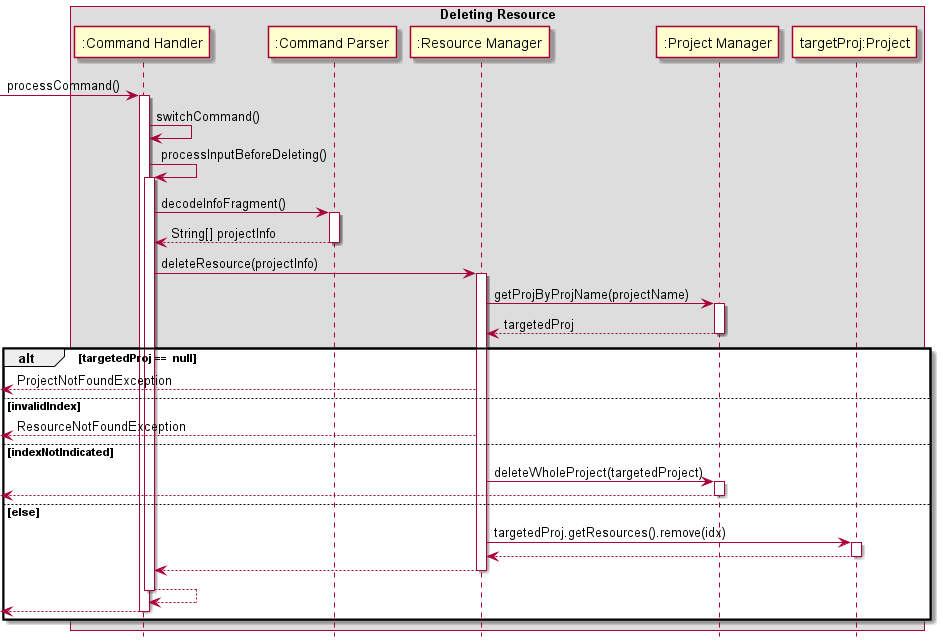 Deleting Resource
:Command Handler
:Command Parser
:Resource Manager
:Project Manager
targetProj:Project
processCommand()
switchCommand()
processInputBeforeDeleting()
decodeInfoFragment()
String[] projectInfo
deleteResource(projectInfo)
getProjByProjName(projectName)
targetedProj
alt
[targetedProj == null]
ProjectNotFoundException
[invalidIndex]
ResourceNotFoundException
[indexNotIndicated]
deleteWholeProject(targetedProject)
[else]
targetedProj.getResources().remove(idx)